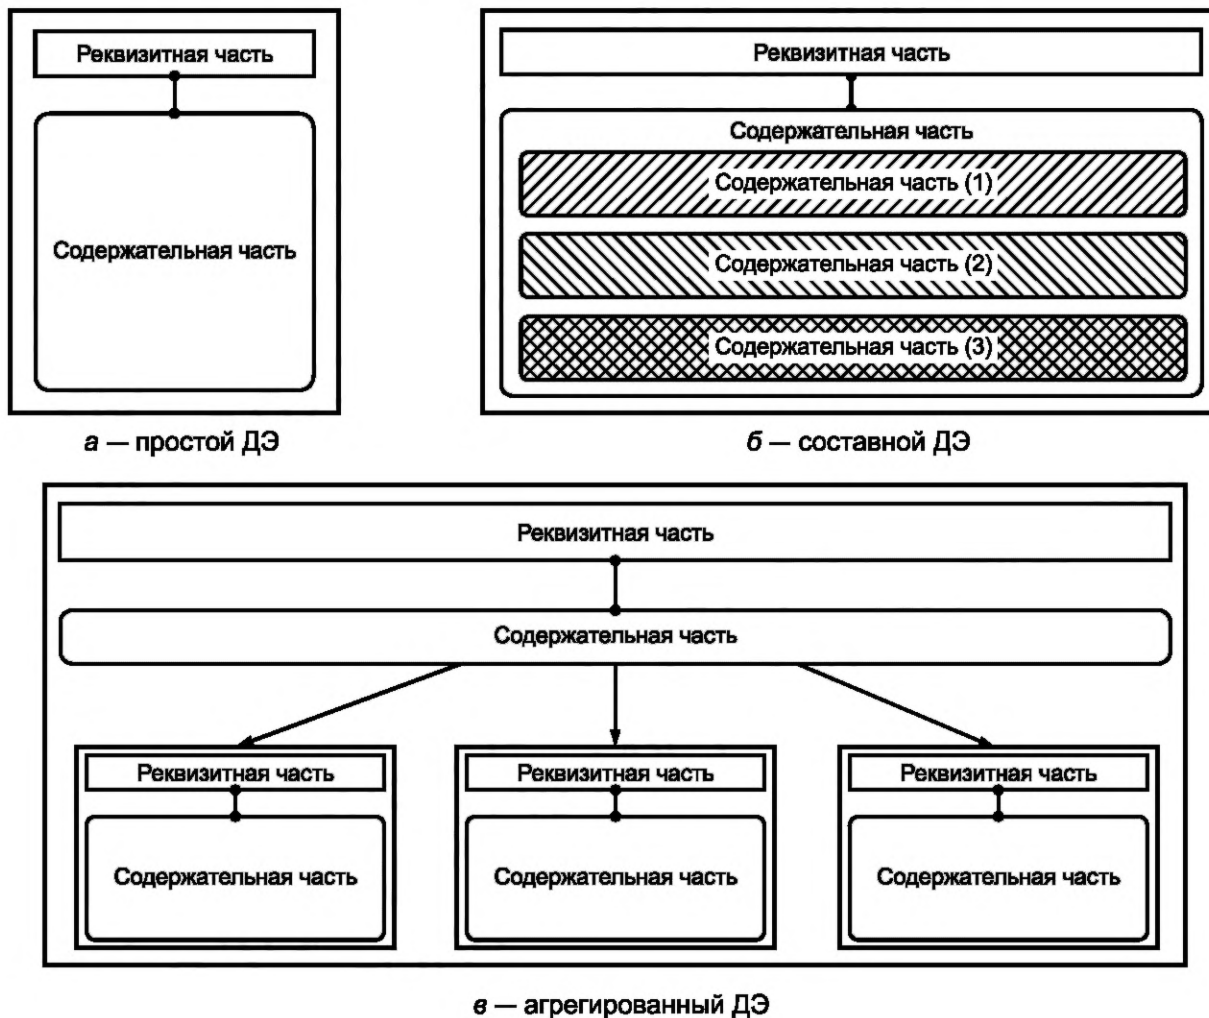 Реквизитная часть
Содержательная часть
а — простой ДЭ
Реквизитная часть
Содержательная часть
Содержательная часть (1)
Содержательная часть (2)
Содержательная часть (3)
б — составной ДЭ
Реквизитная часть
Содержательная часть
Реквизитная часть
Содержательная часть
Реквизитная часть
Содержательная часть
Реквизитная часть
Содержательная часть
в — агрегированный ДЭ